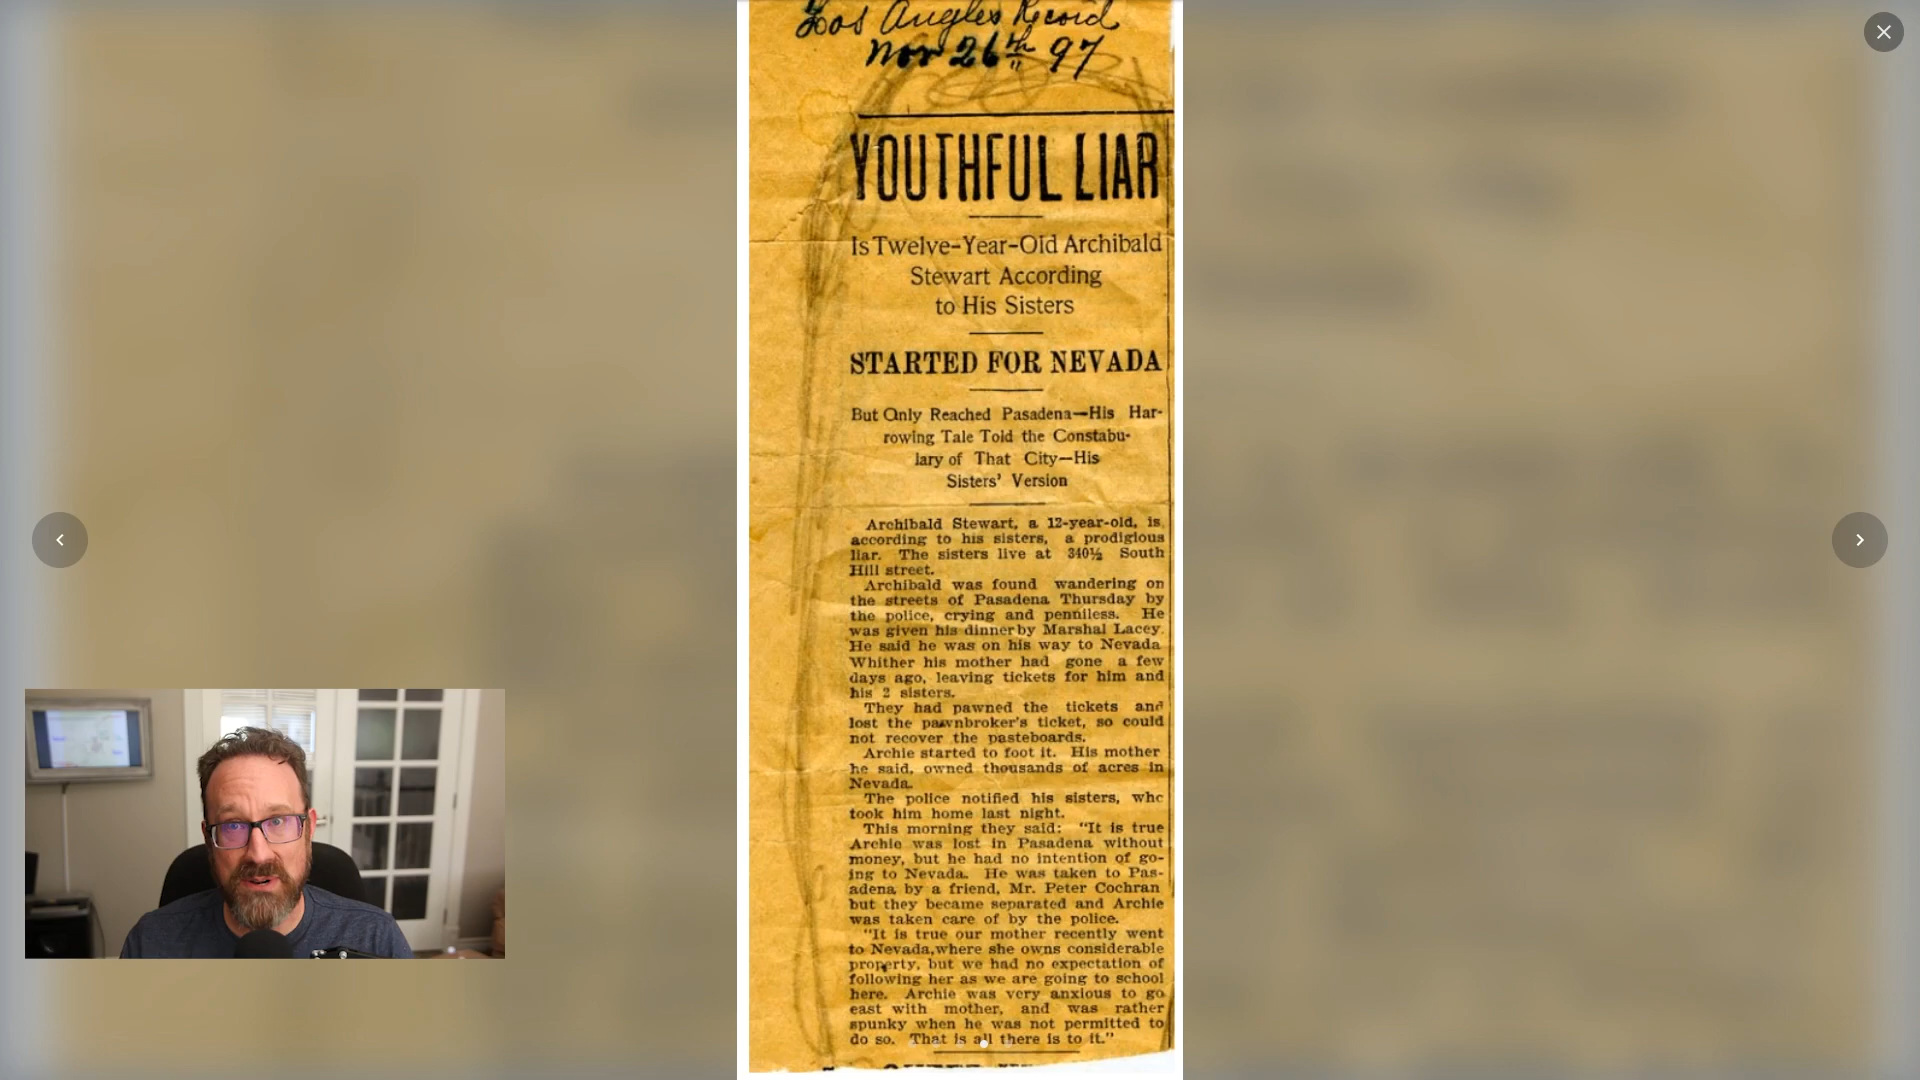 Los Angles Record
Nov 26th 97
YOUTHFUL LIAR
Is Twelve-Year-Old Archibald
Stewart According
to His Sisters
STARTED FOR NEVADA
But Only Reached Pasadena—His Har-
rowing Tale Told the Constabu-
lary of That City—His
Sisters' Version
Archibald Stewart, a 12-year-old, is,
according to his sisters, a prodigious
liar. The sisters live at 340½ South
Hill street.
Archibald was found wandering on
the streets of Pasadena Thursday by
the police, crying and penniless. He
was given his dinner by Marshal Lacey.
He said he was on his way to Nevada
Whither his mother had gone a few
days ago, leaving tickets for him and
his 2 sisters.
They had pawned the tickets and
lost the pawnbroker's ticket, so could
not recover the pasteboards.
Archie started to foot it. His mother
he said, owned thousands of acres in
Nevada.
The police notified his sisters, who
took him home last night.
This morning they said: "It is true
Archie was lost in Pasadena without
money, but he had no intention of go-
ing to Nevada. He was taken to Pas-
adena by a friend, Mr. Peter Cochran
but they became separated and Archie
was taken care of by the police.
"It is true our mother recently went
to Nevada, where she owns considerable
property, but we had no expectation of
following her as we are going to school
here. Archie was very anxious to go
east with mother, and was rather
spunky when he was not permitted to
do so. That is all there is to it."